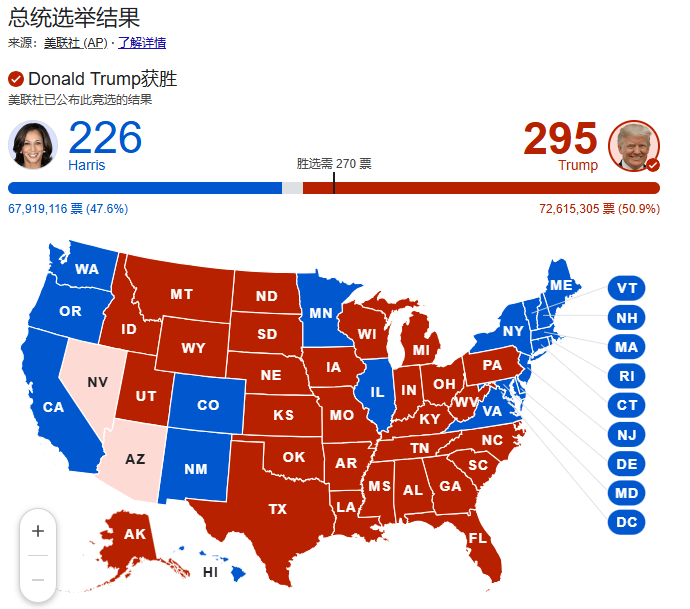 总统选举结果
来源：美联社 (AP) · 了解详情
Donald Trump获胜
美联社已公布此竞选的结果
226
Harris
胜选需 270 票
295
Trump
67,919,116 票 (47.6%)
72,615,305 票 (50.9%)
WA
OR
CA
NV
ID
MT
WY
UT
AZ
CO
NM
ND
SD
NE
KS
OK
TX
MN
IA
MO
AR
LA
WI
IL
MI
IN
OH
KY
TN
MS
AL
GA
FL
SC
NC
VA
WV
PA
NY
ME
VT
NH
MA
RI
CT
NJ
DE
MD
DC
AK
HI
+
−